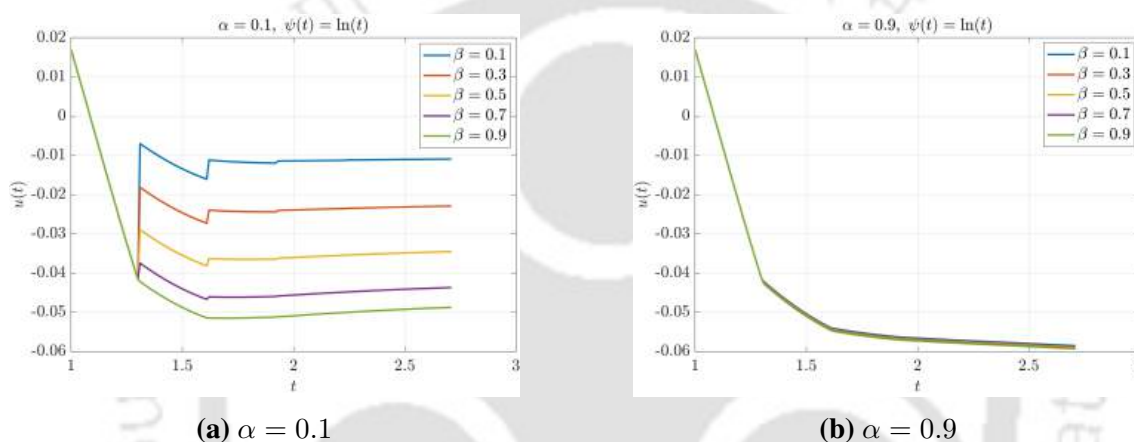 α = 0.1, ψ(t) = ln(t)
0.02
0.01
0
-0.01
-0.02
-0.03
-0.04
-0.05
-0.06
u(t)
1
1.5
2
2.5
3
t
β = 0.1
β = 0.3
β = 0.5
β = 0.7
β = 0.9
(a) α = 0.1
α = 0.9, ψ(t) = ln(t)
0.02
0.01
0
-0.01
-0.02
-0.03
-0.04
-0.05
-0.06
u(t)
1
1.5
2
2.5
3
t
β = 0.1
β = 0.3
β = 0.5
β = 0.7
β = 0.9
(b) α = 0.9